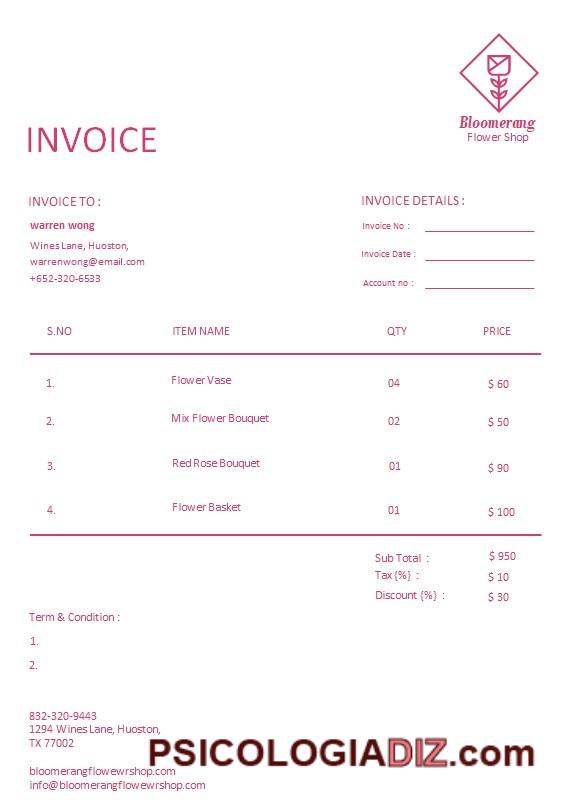 Bloomerang
Flower Shop
INVOICE
INVOICE TO :
warren wong
Wines Lane, Huoston,
warrenwong@email.com
+652-320-6533
INVOICE DETAILS :
Invoice No :
Invoice Date :
Account no :
S.NO ITEM NAME QTY PRICE
1. Flower Vase 04 $ 60
2. Mix Flower Bouquet 02 $ 50
3. Red Rose Bouquet 01 $ 90
4. Flower Basket 01 $ 100
Sub Total : $ 950
Tax {%} : $ 10
Discount {%} : $ 30
Term & Condition :
1.
2.
832-320-9443
1294 Wines Lane, Huoston,
TX 77002
PSICOLOGIADIZ.com
bloomerangflowewrshop.com
info@bloomerangflowershop.com